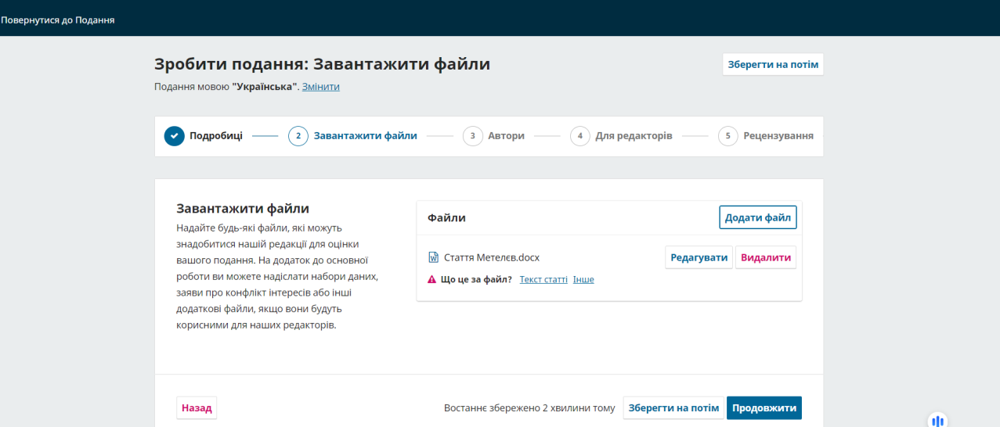 Повернутися до Подання
Зробити подання: Завантажити файли
Зберегти на потім
Подання мовою "Українська". Змінити
Подробиці
2 Завантажити файли
3 Автори
4 Для редакторів
5 Рецензування
Завантажити файли
Надайте будь-які файли, які можуть
знадобитися нашій редакції для оцінки
вашого подання. На додаток до основної
роботи ви можете надіслати набори даних,
заяви про конфлікт інтересів або інші
додаткові файли, якщо вони будуть
корисними для наших редакторів.
Файли
Додати файл
Стаття Метелєв.docx
Редагувати
Видалити
Що це за файл? Текст статті Інше
Назад
Востаннє збережено 2 хвилини тому
Зберегти на потім
Продовжити